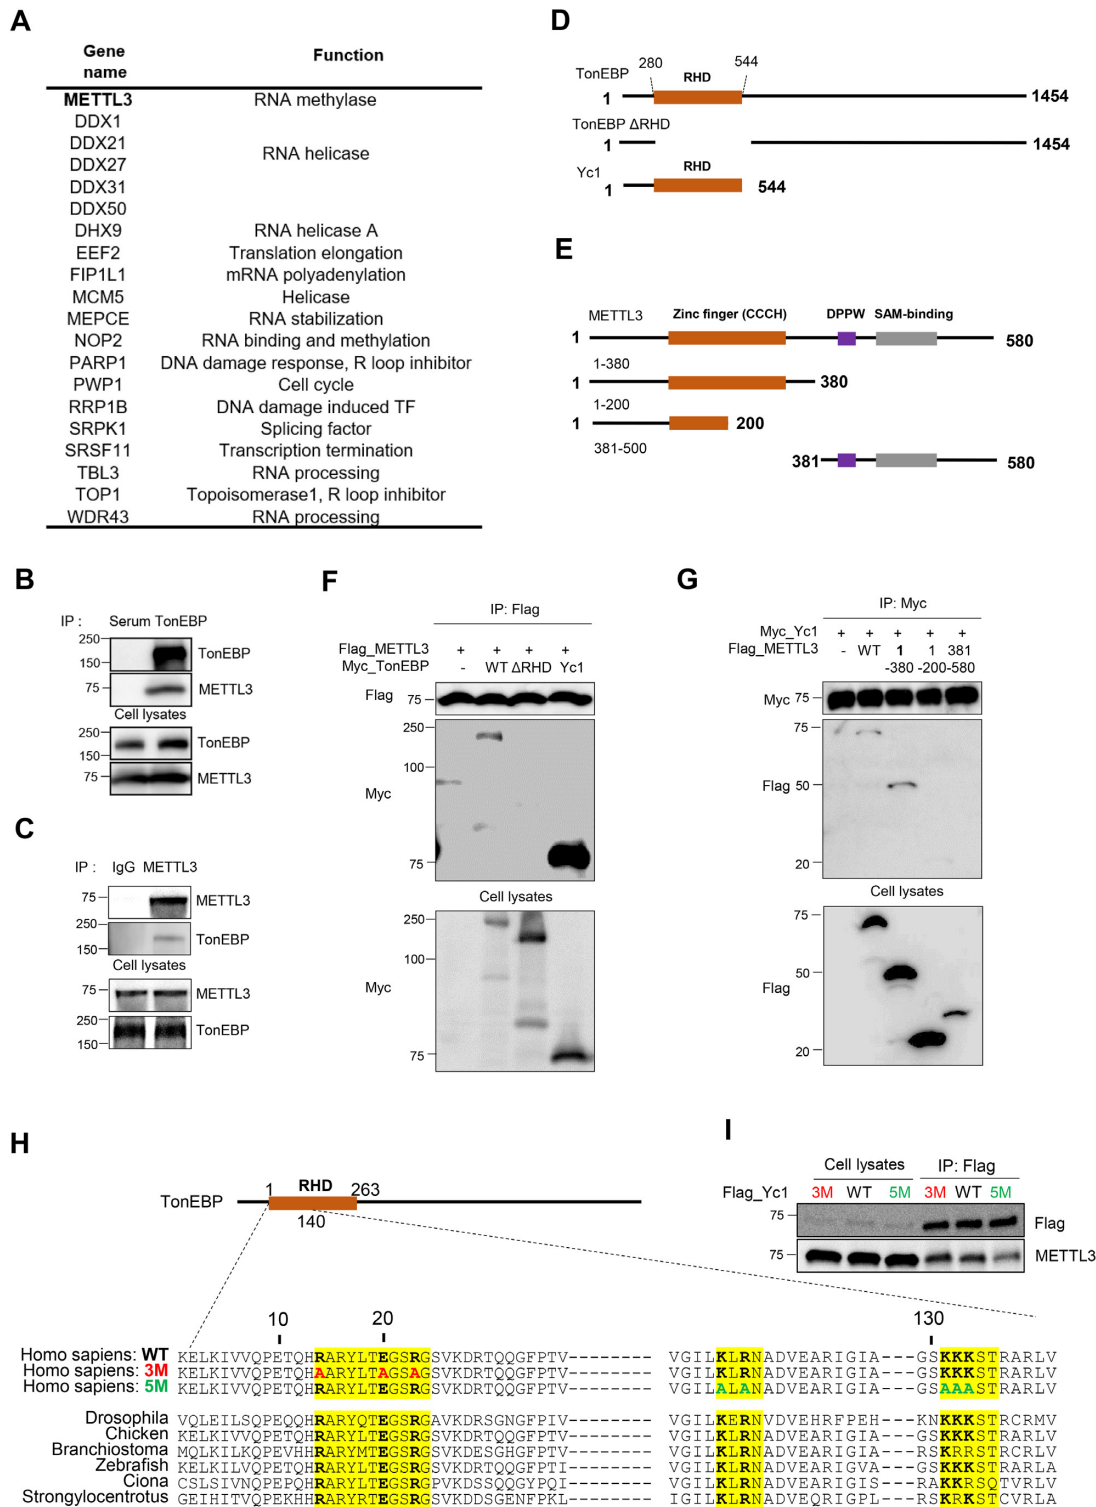 A
Gene name
Function
METTL3 RNA methylase
DDX1
DDX21
DDX27
RNA helicase
DDX31
DDX50
DHX9 RNA helicase A
EEF2 Translation elongation
FIP1L1 mRNA polyadenylation
MCM5 Helicase
MEPCE RNA stabilization
NOP2 RNA binding and methylation
PARP1 DNA damage response, R loop inhibitor
PWP1 Cell cycle
RRP1B DNA damage induced TF
SRPK1 Splicing factor
SRSF11 Transcription termination
TBL3 RNA processing
TOP1 Topoisomerase1, R loop inhibitor
WDR43 RNA processing
D
280 RHD 544
TonEBP
1 1454
TonEBP ΔRHD
1 1454
Yc1 RHD
1 544
E
METTL3 Zinc finger (CCCH) DPPW SAM-binding
1 580
1-380
1 380
1-200
1 200
381-500
381 580
B
IP : Serum TonEBP
250
150
TonEBP
75 METTL3
Cell lysates
250
150
TonEBP
75 METTL3
C
IP : IgG METTL3
75 METTL3
250
150
TonEBP
Cell lysates
75 METTL3
250
150
TonEBP
F
IP: Flag
Flag_METTL3 + + + +
Myc_TonEBP - WT ΔRHD Yc1
Flag 75
250
100
Myc
75
Cell lysates
250
100
Myc
75
G
IP: Myc
Myc_Yc1 + + + + +
Flag_METTL3 - WT 1 1 381
-380 -200 -580
Myc 75
75
Flag 50
20
Cell lysates
75
50
Flag
20
H
1 RHD 263
TonEBP
140
10 20 130
Homo sapiens: WT KELKIVVQPETQHRARYLTEGSRGSVKDRTQQGFPTV VGILKLRNADVEARIGIA GSKKKSTRARLV
Homo sapiens: 3M KELKIVVQPETQHAARYLTAGSAGSVKDRTQQGFPTV VGILKLRNADVEARIGIA GSKKKSTRARLV
Homo sapiens: 5M KELKIVVQPETQHRARYLTEGSRGSVKDRTQQGFPTV VGILALANADVEARIGIA GSAAASTRARLV
Drosophila VQLEILSQPEQQHRARYQTEGSRGAVKDRSGNGFPIV VGILKERNVDVEHRFPEH KNKKKSTRCRMV
Chicken KELKIVVQPETQHRARYLTEGSRGSVKDRTQQGFPTV VGILKLRNADVEARIGIA GSKKKSTRARLV
Branchiostoma MQLKILKQPEVHHRARYMTEGSRGAVKDESGHGFPTV VGILKLRNADVEARIGIA RSKRRSTRCRLV
Zebrafish KELKILVQPETQHRARYLTEGSRGSVKDRTQQGFPTI VGILKLRNADVEARIGVA GSKKKSTRARLA
Ciona CSLSIVNQPETQHRARYLTEGSRGAVKDSSQQGYPQI VGILKLRNSDVEARIGIS GSKRSQTVRLV
Strongylocentrotus GEIHITVQPEKHHRARYRTEGSRGAVKDDSGENFPKL IGILKLRNADVEQRIGPL RSKKKSTCVRLA
I
Cell lysates IP: Flag
Flag_Yc1 3M WT 5M 3M WT 5M
75 Flag
75 METTL3